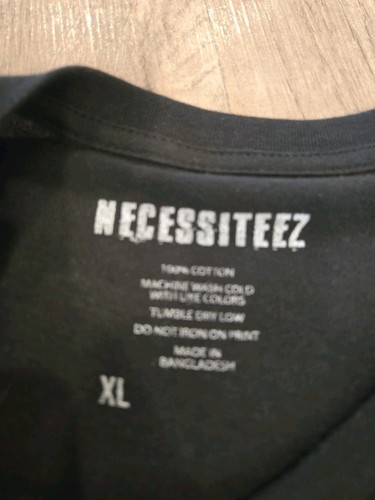 NECESSITEEZ
100% COTTON
MACHINE WASH COLD
WITH LIKE COLORS
TUMBLE DRY LOW
DO NOT IRON ON PRINT
MADE IN
BANGLADESH
XL